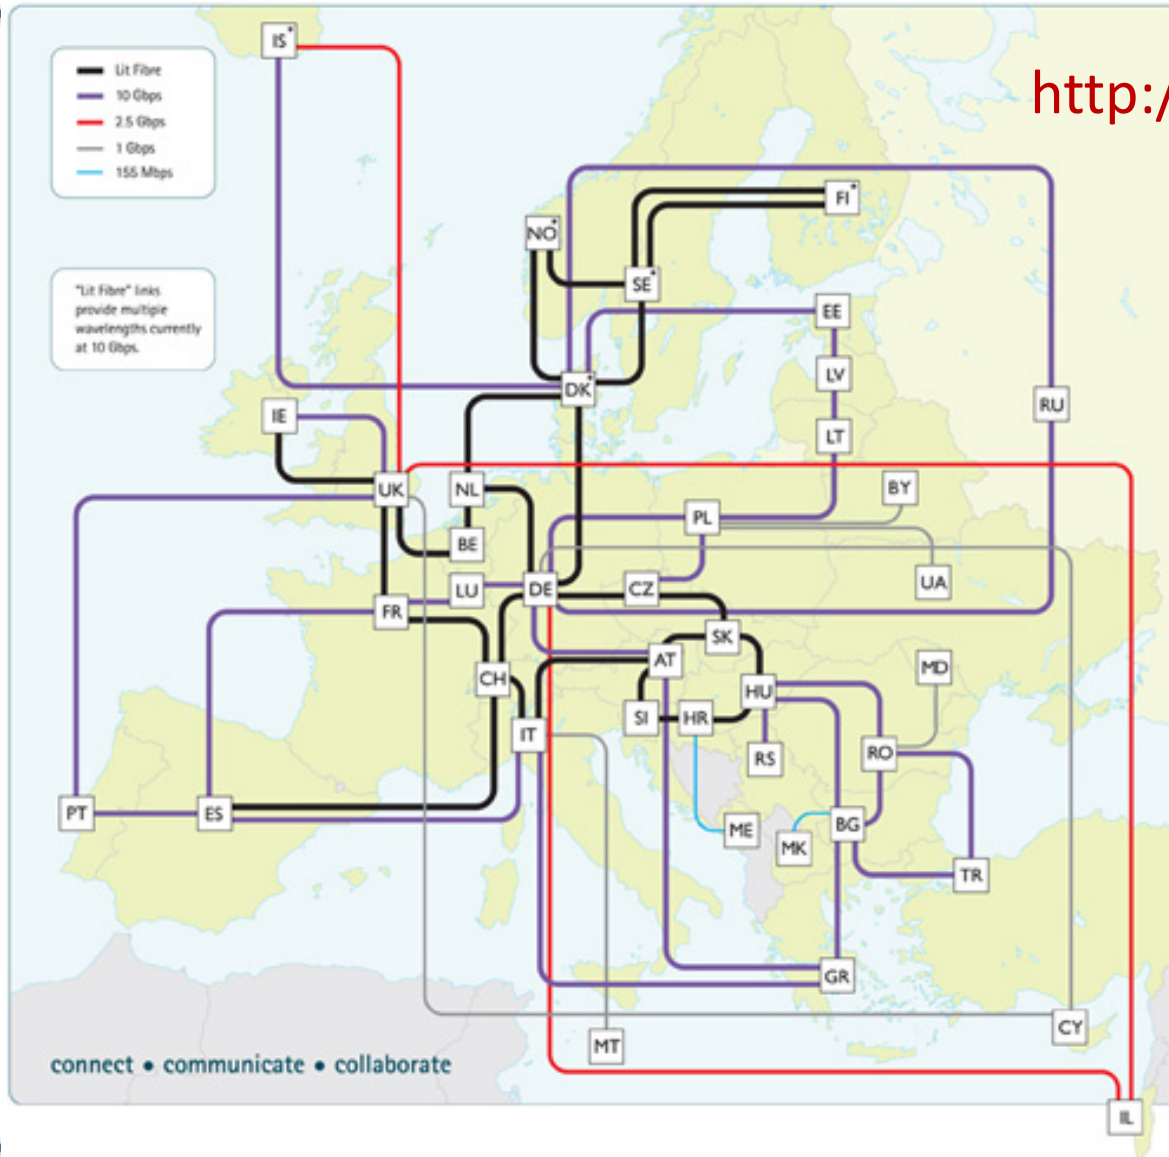 http:/
IS*
Lit Fibre
10 Gbps
2.5 Gbps
1 Gbps
155 Mbps
FI*
NO*
SE*
"Lit Fibre" links
provide multiple
wavelengths currently
at 10 Gbps.
EE
LV
DK*
RU
IE
LT
UK
NL
BY
PL
BE
UA
LU
DE
CZ
FR
SK
AT
MD
CH
HU
SI
HR
IT
RO
RS
PT
ES
ME
BG
MK
TR
GR
CY
MT
connect • communicate • collaborate
IL